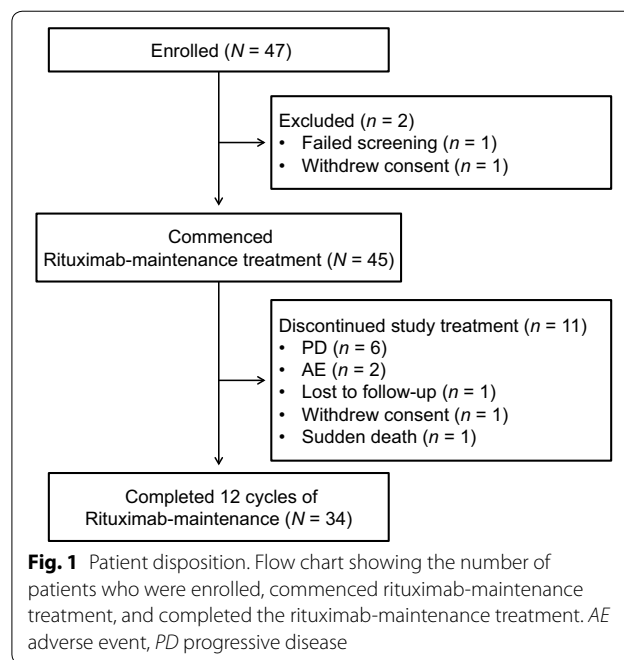 Enrolled (N = 47)
Excluded (n = 2)
• Failed screening (n = 1)
• Withdrew consent (n = 1)
Commenced
Rituximab-maintenance treatment (N = 45)
Discontinued study treatment (n = 11)
• PD (n = 6)
• AE (n = 2)
• Lost to follow-up (n = 1)
• Withdrew consent (n = 1)
• Sudden death (n = 1)
Completed 12 cycles of
Rituximab-maintenance (N = 34)
Fig. 1 Patient disposition. Flow chart showing the number of
patients who were enrolled, commenced rituximab-maintenance
treatment, and completed the rituximab-maintenance treatment. AE
adverse event, PD progressive disease